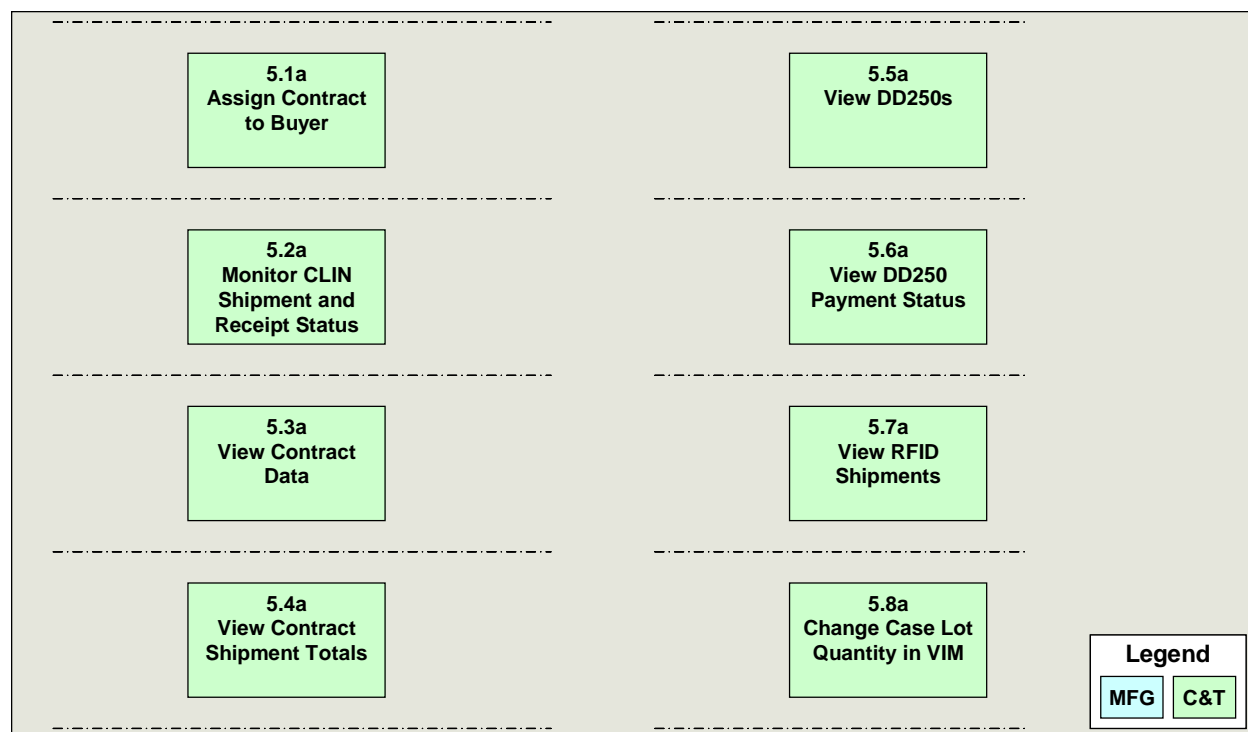 5.1a
Assign Contract
to Buyer
5.2a
Monitor CLIN
Shipment and
Receipt Status
5.3a
View Contract
Data
5.4a
View Contract
Shipment Totals
5.5a
View DD250s
5.6a
View DD250
Payment Status
5.7a
View RFID
Shipments
5.8a
Change Case Lot
Quantity in VIM
Legend
MFG
C&T